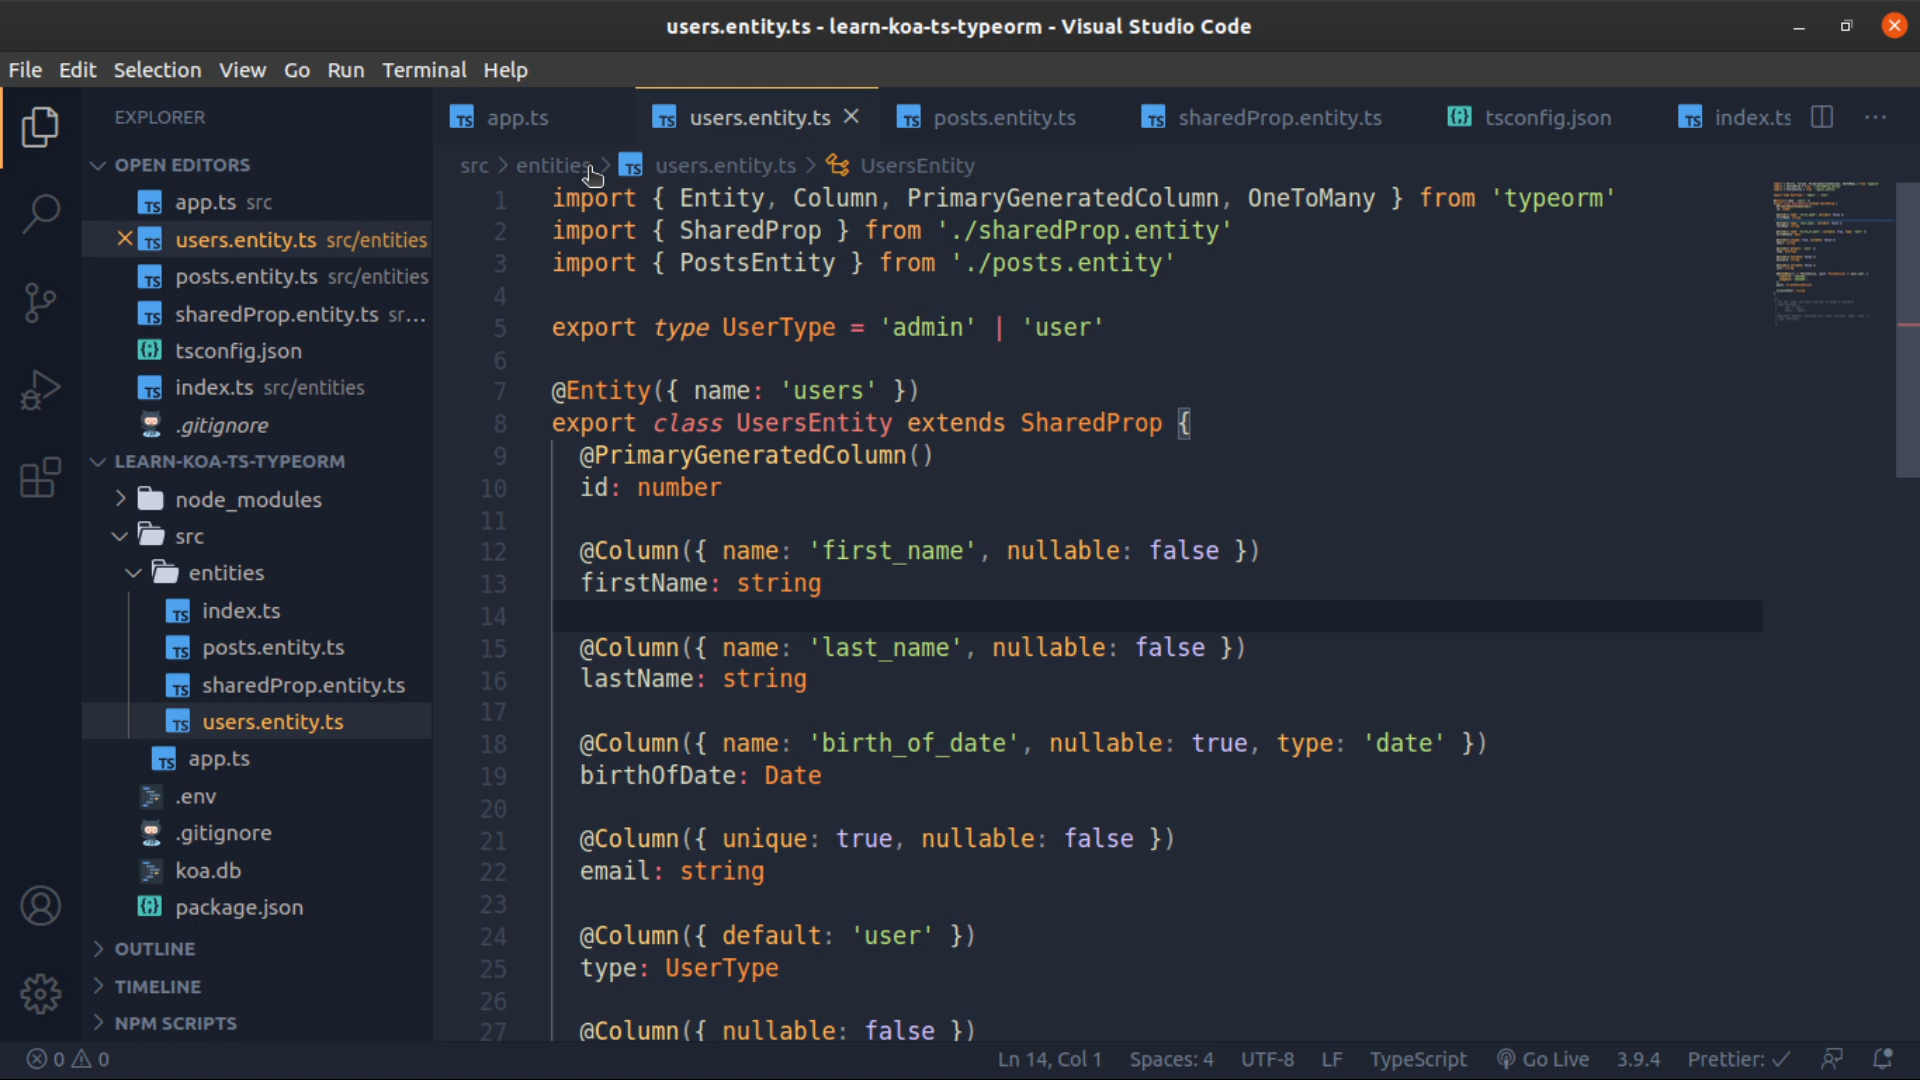 users.entity.ts - learn-koa-ts-typeorm - Visual Studio Code
File Edit Selection View Go Run Terminal Help
EXPLORER
OPEN EDITORS
app.ts src
users.entity.ts src/entities
posts.entity.ts src/entities
sharedProp.entity.ts sr...
tsconfig.json
index.ts src/entities
.gitignore
LEARN-KOA-TS-TYPEORM
node_modules
src
entities
index.ts
posts.entity.ts
sharedProp.entity.ts
users.entity.ts
app.ts
.env
.gitignore
koa.db
package.json
OUTLINE
TIMELINE
NPM SCRIPTS
app.ts users.entity.ts posts.entity.ts sharedProp.entity.ts tsconfig.json index.ts
src > entities > users.entity.ts > UsersEntity
1 import { Entity, Column, PrimaryGeneratedColumn, OneToMany } from 'typeorm'
2 import { SharedProp } from './sharedProp.entity'
3 import { PostsEntity } from './posts.entity'
4
5 export type UserType = 'admin' | 'user'
6
7 @Entity({ name: 'users' })
8 export class UsersEntity extends SharedProp {
9 @PrimaryGeneratedColumn()
10 id: number
11
12 @Column({ name: 'first_name', nullable: false })
13 firstName: string
14
15 @Column({ name: 'last_name', nullable: false })
16 lastName: string
17
18 @Column({ name: 'birth_of_date', nullable: true, type: 'date' })
19 birthOfDate: Date
20
21 @Column({ unique: true, nullable: false })
22 email: string
23
24 @Column({ default: 'user' })
25 type: UserType
26
27 @Column({ nullable: false })
0 0 Ln 14, Col 1 Spaces: 4 UTF-8 LF TypeScript Go Live 3.9.4 Prettier: ✓